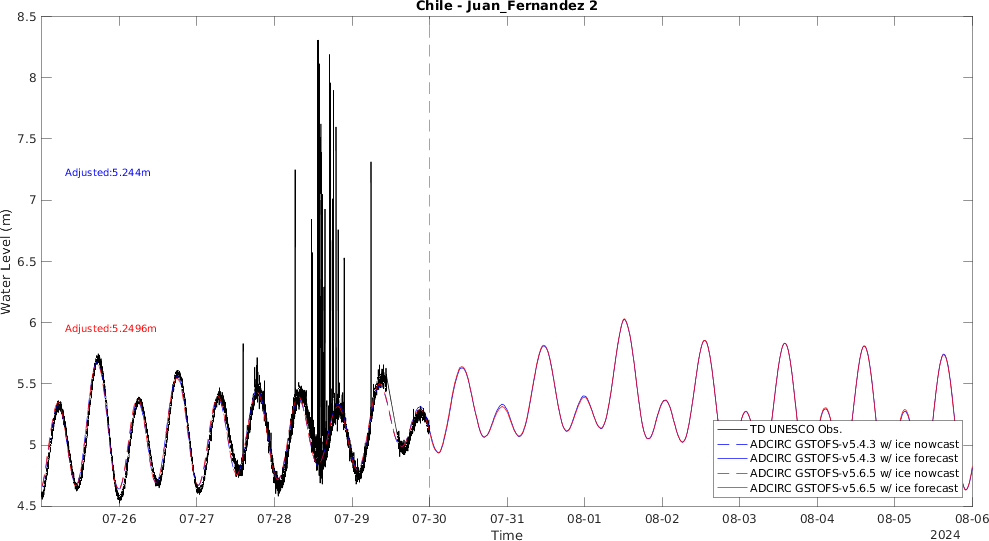 Chile - Juan_Fernandez 2
8.5
8
7.5
7
6.5
6
5.5
5
4.5
Water Level (m)
Adjusted:5.244m
Adjusted:5.2496m
TD UNESCO Obs.
ADCIRC GSTOFS-v5.4.3 w/ ice nowcast
ADCIRC GSTOFS-v5.4.3 w/ ice forecast
ADCIRC GSTOFS-v5.6.5 w/ ice nowcast
ADCIRC GSTOFS-v5.6.5 w/ ice forecast
07-26 07-27 07-28 07-29 07-30 07-31 08-01 08-02 08-03 08-04 08-05 08-06
Time
2024